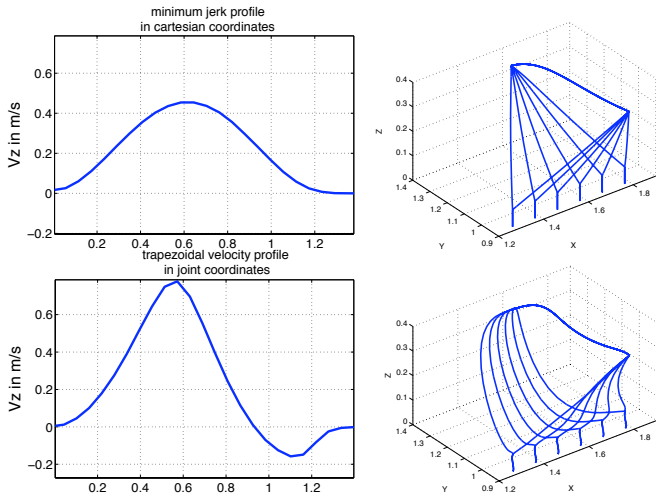 minimum jerk profile
in cartesian coordinates
Vz in m/s
0.6
0.4
0.2
0
−0.2
0.2 0.4 0.6 0.8 1.0 1.2
Z
0.4
0.3
0.2
0.1
0
1.4
1.3
1.2
1.1
1
0.9
Y
1.2
1.4
1.6
1.8
X
trapezoidal velocity profile
in joint coordinates
Vz in m/s
0.6
0.4
0.2
0
−0.2
0.2 0.4 0.6 0.8 1.0 1.2
Z
0.4
0.3
0.2
0.1
0
1.4
1.3
1.2
1.1
1
0.9
Y
1.2
1.4
1.6
1.8
X